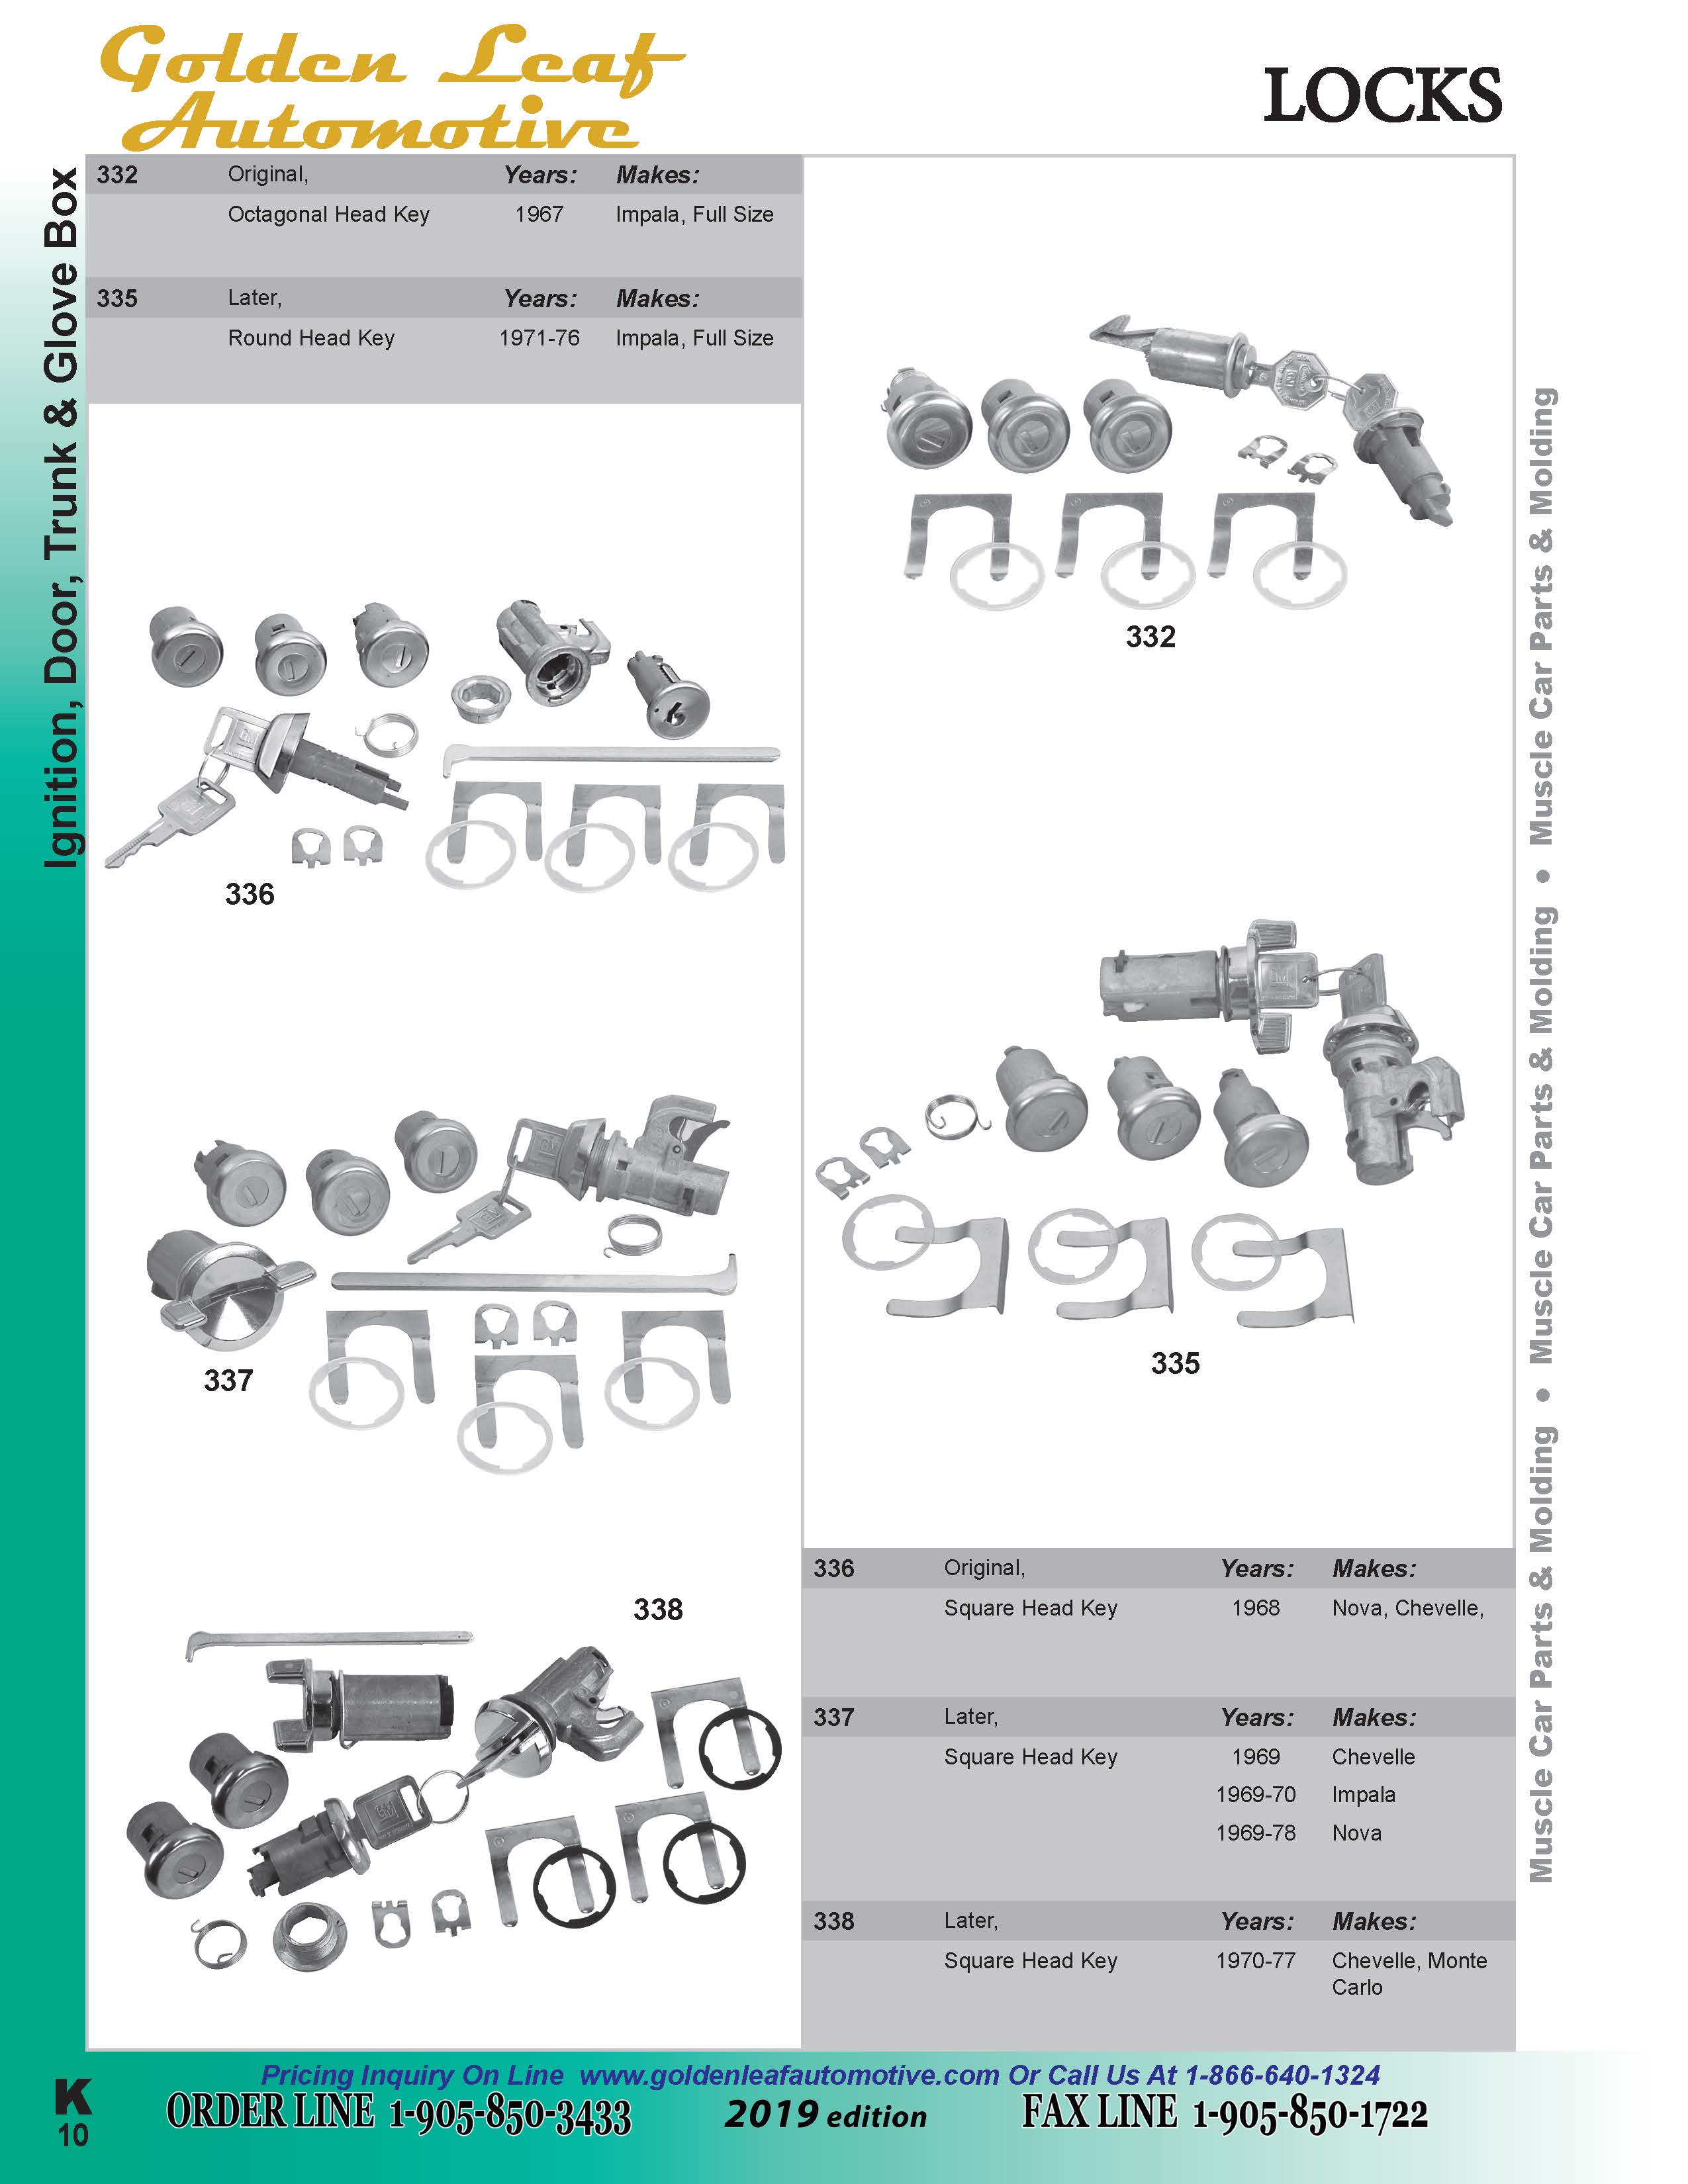 Golden Leaf
Automotive
LOCKS
Ignition, Door, Trunk & Glove Box
332 Original, Years: Makes:
Octagonal Head Key 1967 Impala, Full Size
335 Later, Years: Makes:
Round Head Key 1971-76 Impala, Full Size
332
336
335
337
338
336 Original, Years: Makes:
Square Head Key 1968 Nova, Chevelle,
337 Later, Years: Makes:
Square Head Key 1969 Chevelle
1969-70 Impala
1969-78 Nova
338 Later, Years: Makes:
Square Head Key 1970-77 Chevelle, Monte
Carlo
Muscle Car Parts & Molding • Muscle Car Parts & Molding • Muscle Car Parts & Molding
Pricing Inquiry On Line www.goldenleafautomotive.com Or Call Us At 1-866-640-1324
K
10
ORDER LINE 1-905-850-3433 2019 edition FAX LINE 1-905-850-1722